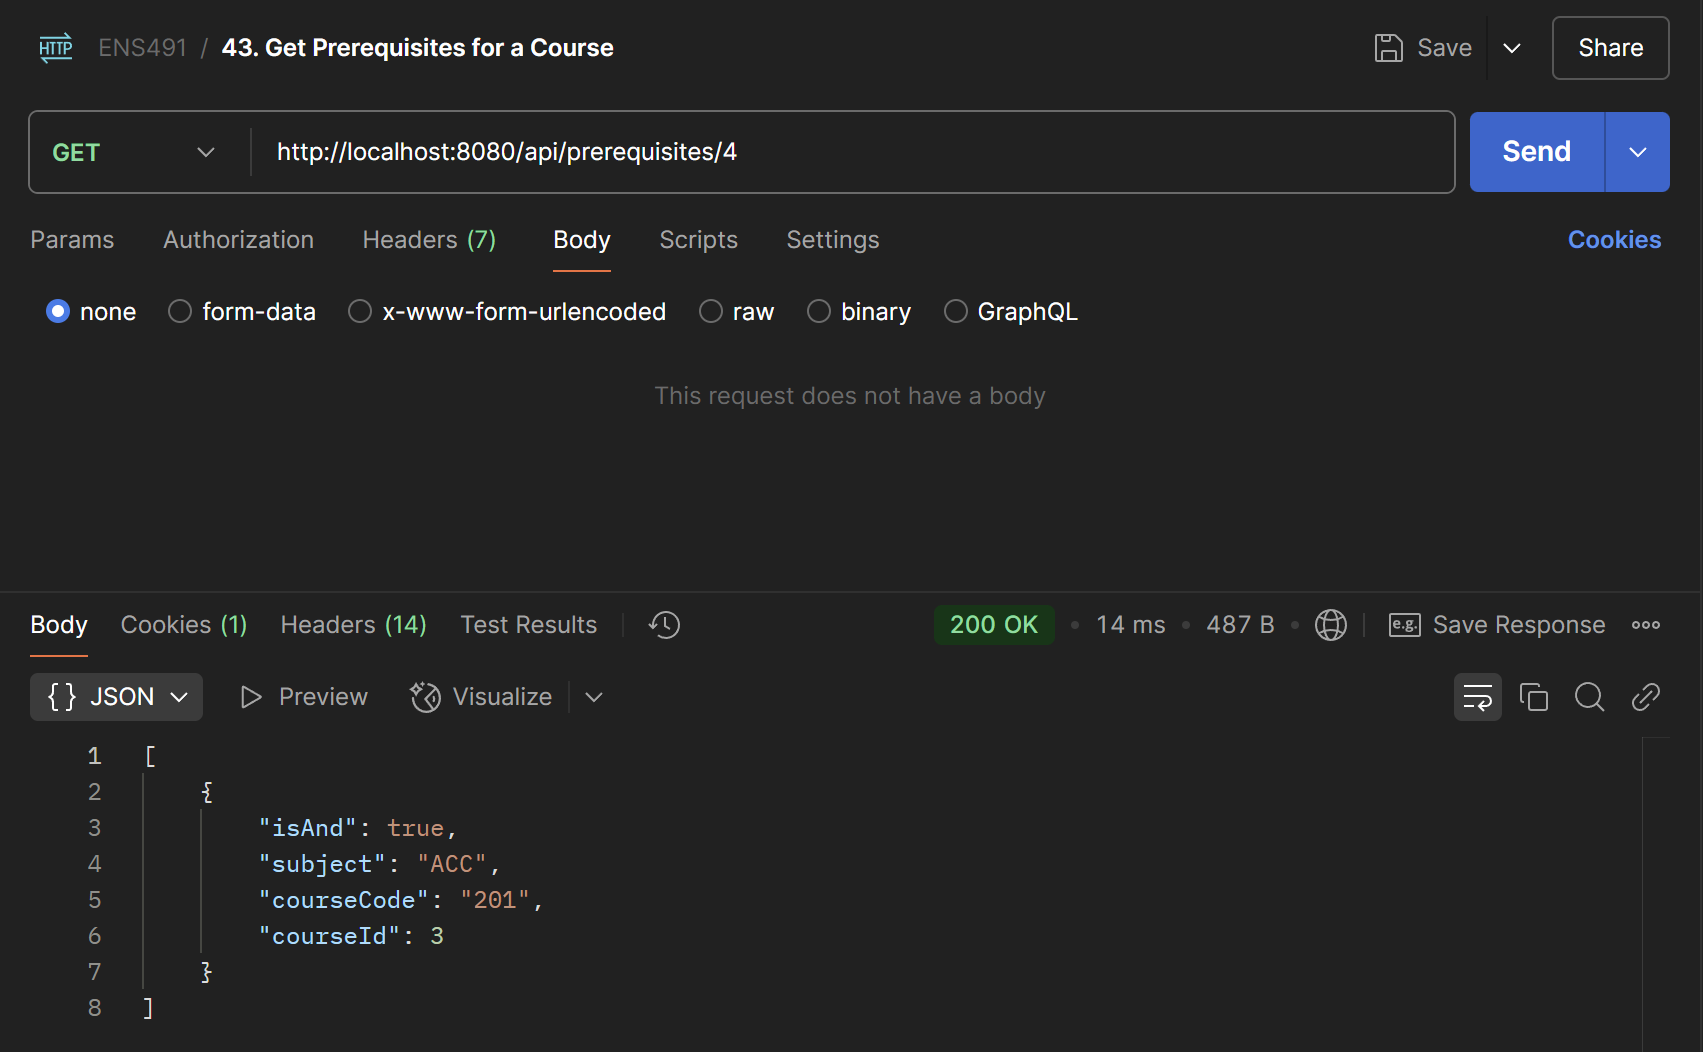 HTTP ENS491 / 43. Get Prerequisites for a Course Save Share
GET http://localhost:8080/api/prerequisites/4 Send
Params Authorization Headers (7) Body Scripts Settings Cookies
none form-data x-www-form-urlencoded raw binary GraphQL
This request does not have a body
Body Cookies (1) Headers (14) Test Results 200 OK • 14 ms • 487 B • e.g. Save Response
{} JSON Preview Visualize
1 [
2 {
3 "isAnd": true,
4 "subject": "ACC",
5 "courseCode": "201",
6 "courseId": 3
7 }
8 ]